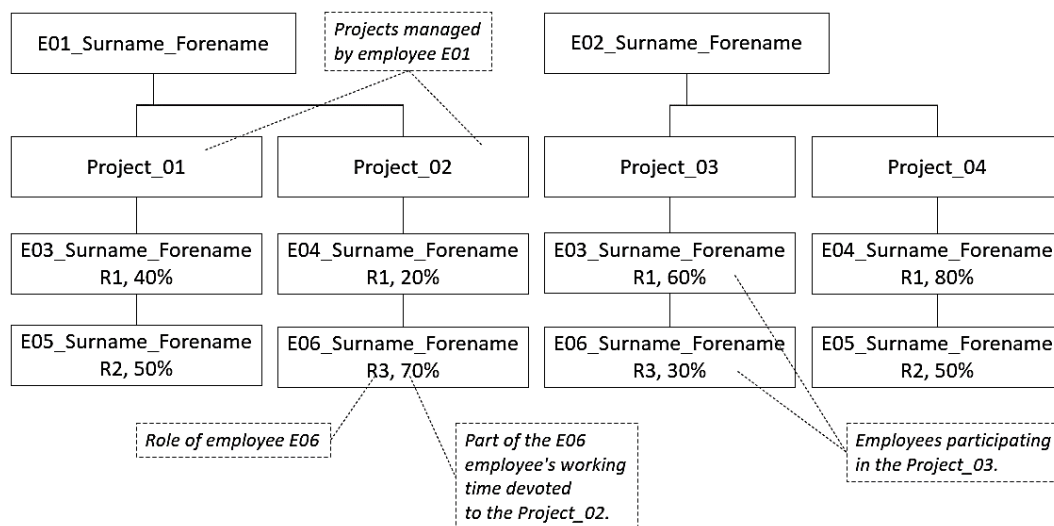 E01_Surname_Forename
Projects managed
by employee E01
E02_Surname_Forename
Project_01
Project_02
Project_03
Project_04
E03_Surname_Forename
R1, 40%
E04_Surname_Forename
R1, 20%
E03_Surname_Forename
R1, 60%
E04_Surname_Forename
R1, 80%
E05_Surname_Forename
R2, 50%
E06_Surname_Forename
R3, 70%
E06_Surname_Forename
R3, 30%
E05_Surname_Forename
R2, 50%
Role of employee E06
Part of the E06
employee's working
time devoted
to the Project_02.
Employees participating
in the Project_03.